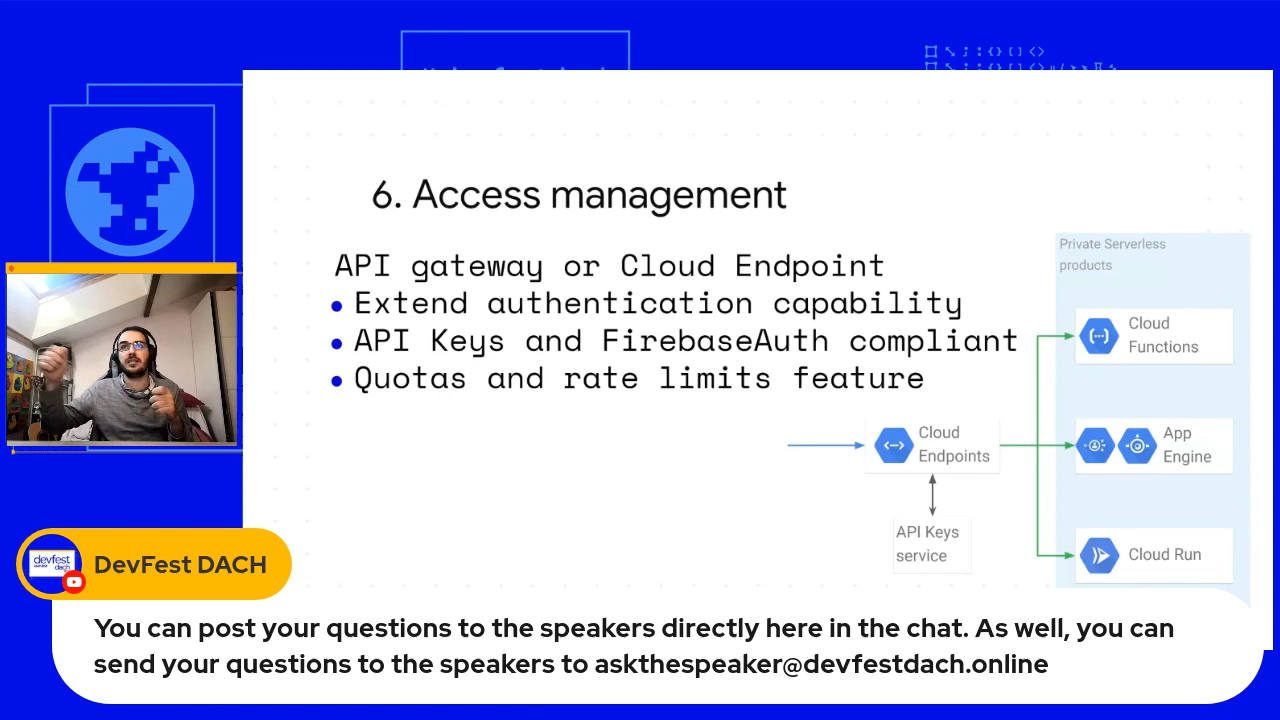 6. Access management
API gateway or Cloud Endpoint
Extend authentication capability
API Keys and FirebaseAuth compliant
Quotas and rate limits feature
Private Serverless
products
Cloud
Functions
Cloud
Endpoints
App
Engine
API Keys
service
Cloud Run
devfest
dach
DevFest DACH
You can post your questions to the speakers directly here in the chat. As well, you can
send your questions to the speakers to askthespeaker@devfestdach.online